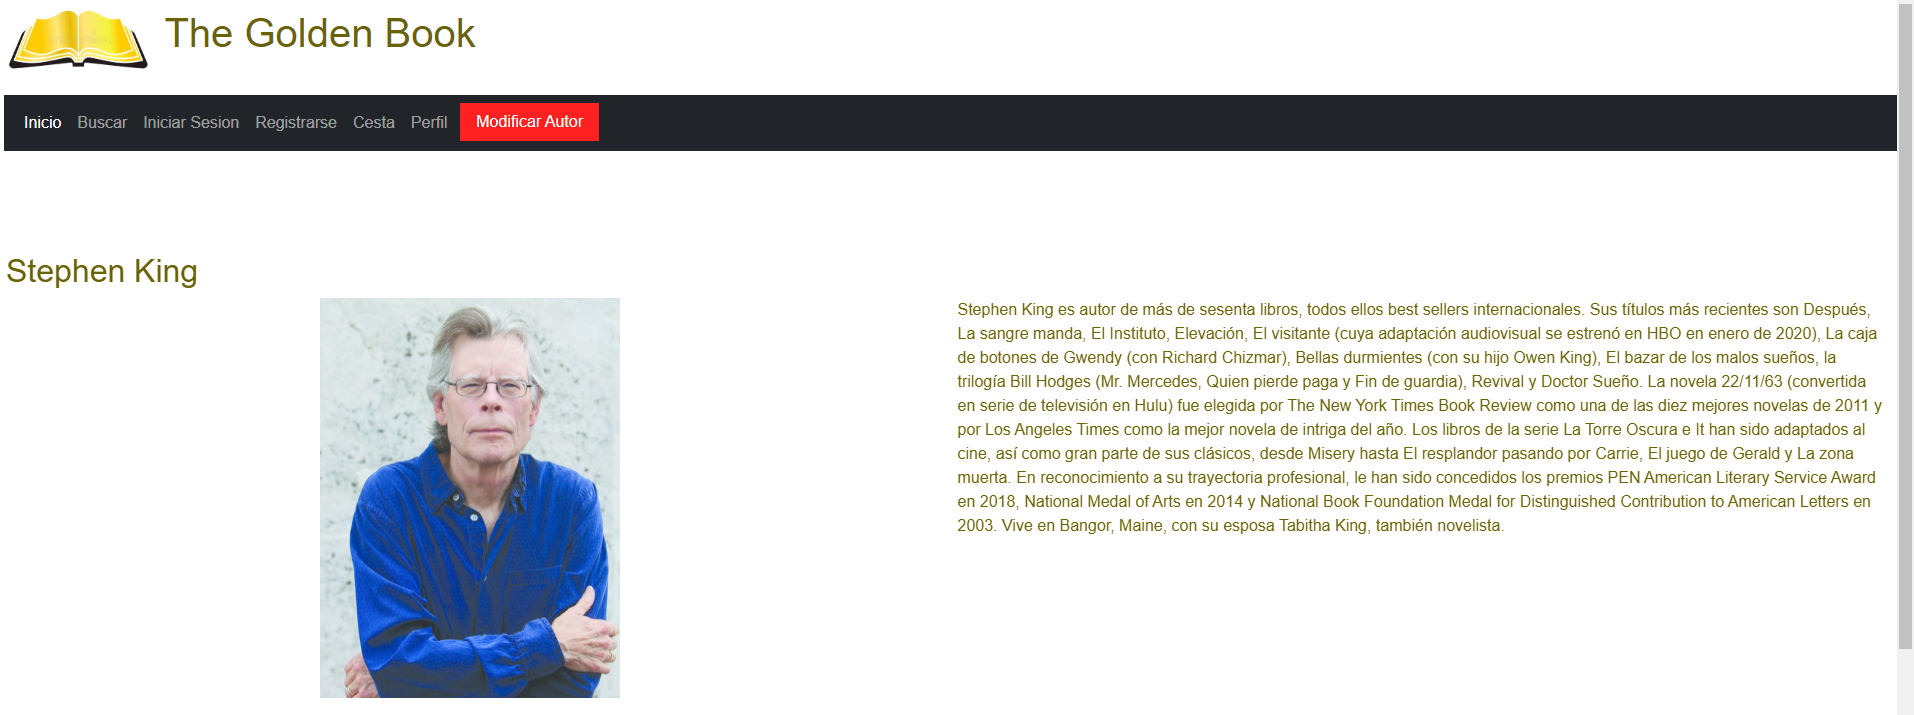 The Golden Book
Inicio Buscar Iniciar Sesion Registrarse Cesta Perfil Modificar Autor
Stephen King
Stephen King es autor de más de sesenta libros, todos ellos best sellers internacionales. Sus títulos más recientes son Después,
La sangre manda, El Instituto, Elevación, El visitante (cuya adaptación audiovisual se estrenó en HBO en enero de 2020), La caja
de botones de Gwendy (con Richard Chizmar), Bellas durmientes (con su hijo Owen King), El bazar de los malos sueños, la
trilogía Bill Hodges (Mr. Mercedes, Quien pierde paga y Fin de guardia), Revival y Doctor Sueño. La novela 22/11/63 (convertida
en serie de televisión en Hulu) fue elegida por The New York Times Book Review como una de las diez mejores novelas de 2011 y
por Los Angeles Times como la mejor novela de intriga del año. Los libros de la serie La Torre Oscura e It han sido adaptados al
cine, así como gran parte de sus clásicos, desde Misery hasta El resplandor pasando por Carrie, El juego de Gerald y La zona
muerta. En reconocimiento a su trayectoria profesional, le han sido concedidos los premios PEN American Literary Service Award
en 2018, National Medal of Arts en 2014 y National Book Foundation Medal for Distinguished Contribution to American Letters en
2003. Vive en Bangor, Maine, con su esposa Tabitha King, también novelista.